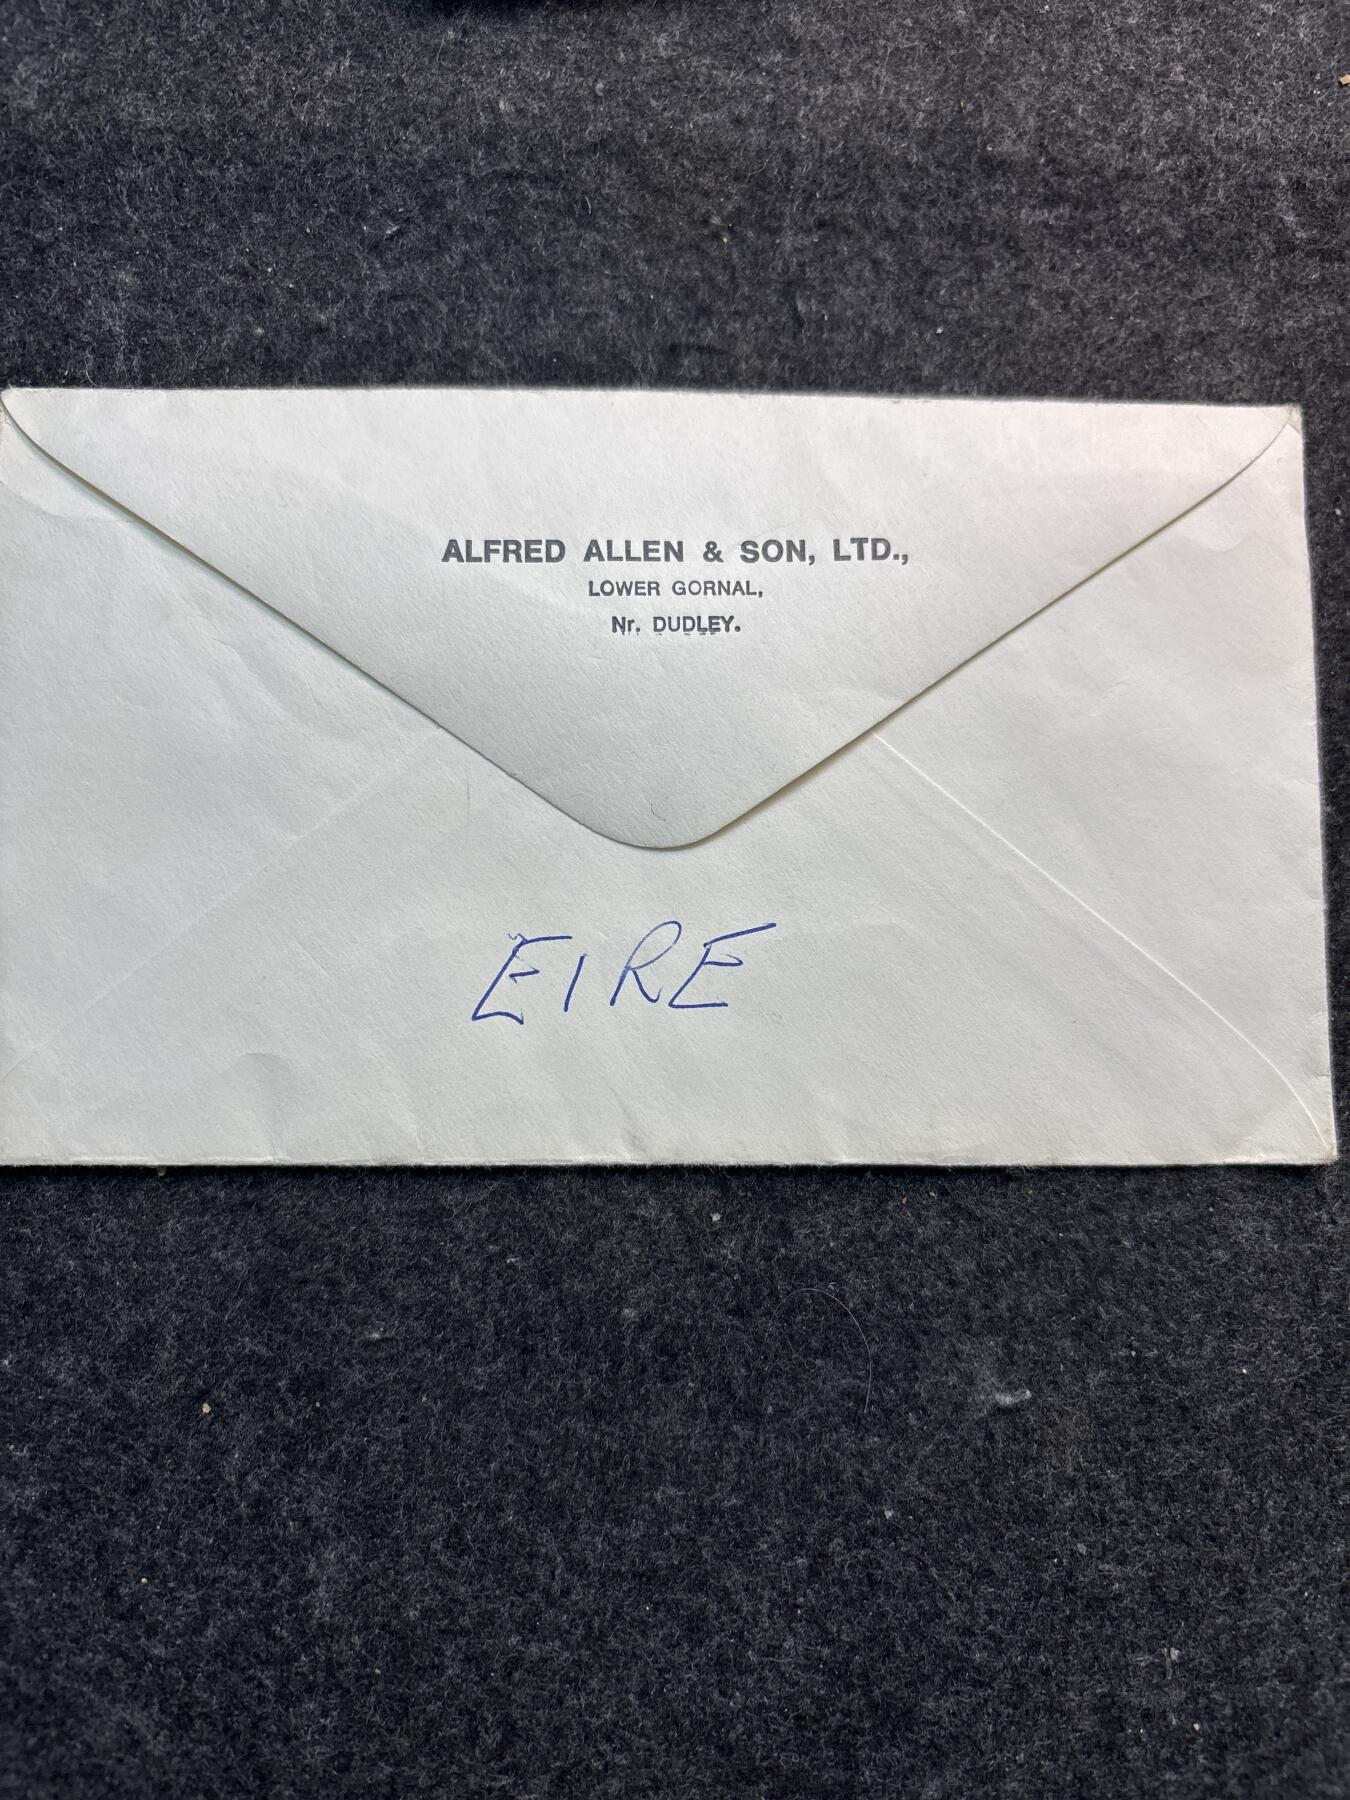 ALFRED ALLEN & SON, LTD.,
LOWER GORNAL,
Nr. DUDLEY.
EIRE